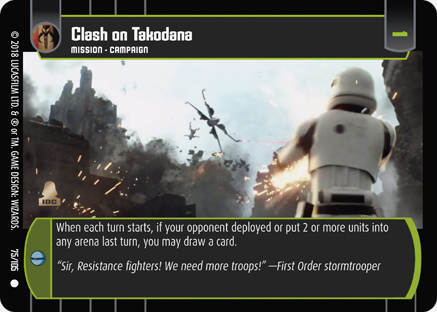 Clash on Takodana
MISSION - CAMPAIGN
© 2018 LUCASFILM LTD. & ® or TM. GAME DESIGN: WIZARDS.
IDC
When each turn starts, if your opponent deployed or put 2 or more units into
any arena last turn, you may draw a card.
“Sir, Resistance fighters! We need more troops!” —First Order stormtrooper
75/105